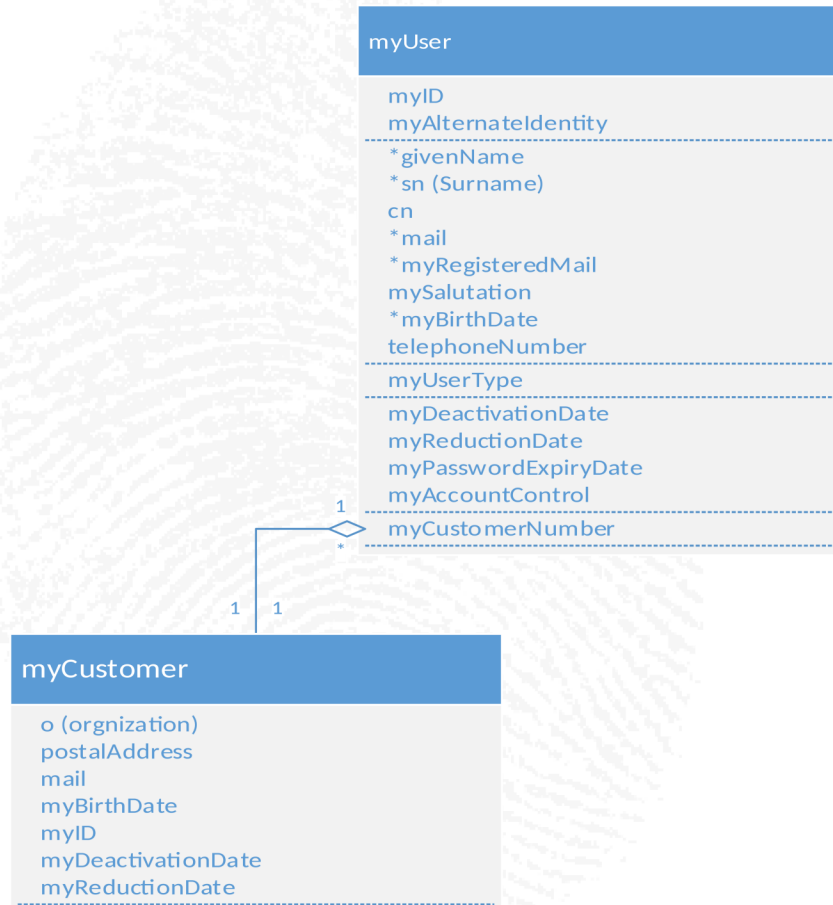 myUser
myID
myAlternateIdentity
*givenName
*sn (Surname)
cn
*mail
*myRegisteredMail
mySalutation
*myBirthDate
telephoneNumber
myUserType
myDeactivationDate
myReductionDate
myPasswordExpiryDate
myAccountControl
myCustomerNumber
1
*
1 1
myCustomer
o (orgnization)
postalAddress
mail
myBirthDate
myID
myDeactivationDate
myReductionDate